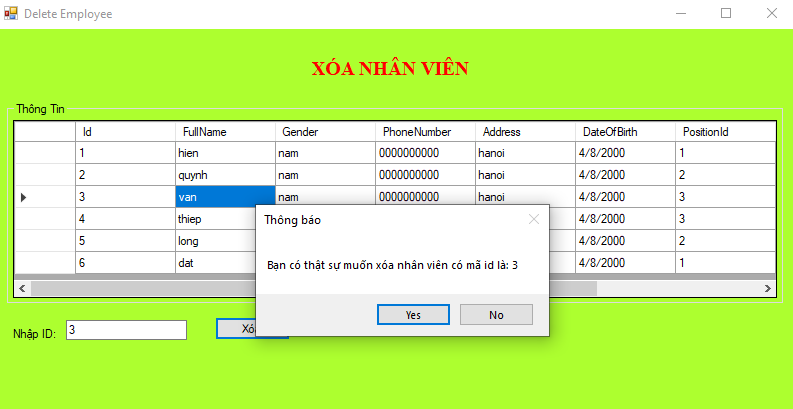 Delete Employee
XÓA NHÂN VIÊN
Thông Tin
Id FullName Gender PhoneNumber Address DateOfBirth PositionId
1 hien nam 0000000000 hanoi 4/8/2000 1
2 quynh nam 0000000000 hanoi 4/8/2000 2
3 van nam 0000000000 hanoi 4/8/2000 3
4 thiep 4/8/2000 3
5 long 4/8/2000 2
6 dat 4/8/2000 1
Thông báo
Bạn có thật sự muốn xóa nhân viên có mã id là: 3
Yes No
Nhập ID: 3